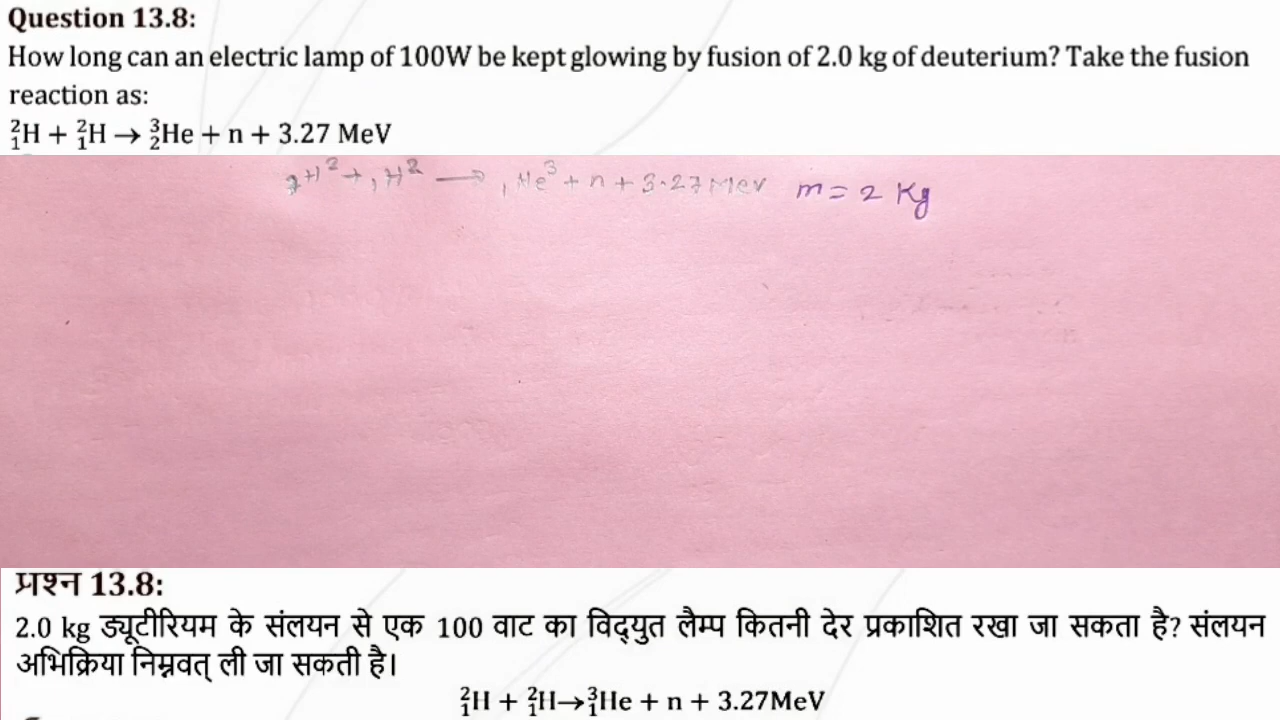 Question 13.8:
How long can an electric lamp of 100W be kept glowing by fusion of 2.0 kg of deuterium? Take the fusion
reaction as:
²₁H + ²₁H → ³₂He + n + 3.27 MeV
₁H² + ₁H² → ₁He³ + n + 3.27 Mev m = 2 Kg
प्रश्न 13.8:
2.0 kg ड्यूटीरियम के संलयन से एक 100 वाट का विद्युत लैम्प कितनी देर प्रकाशित रखा जा सकता है? संलयन
अभिक्रिया निम्नवत् ली जा सकती है।
²₁H + ²₁H→³₁He + n + 3.27MeV